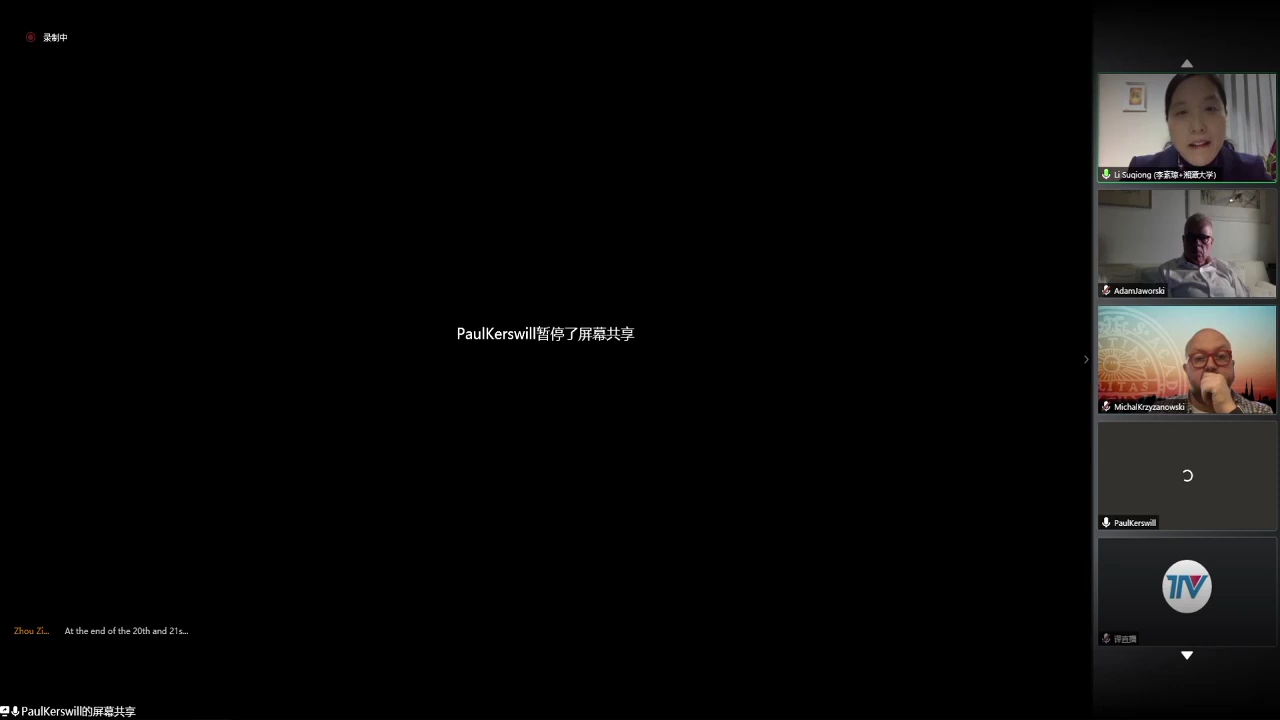 录制中
Li Suqiong (李素琼+湘潭大学)
AdamJaworski
MichalKrzyzanowski
PaulKerswill暂停了屏幕共享
PaulKerswill
Zhou Zi... At the end of the 20th and 21s...
PaulKerswill的屏幕共享